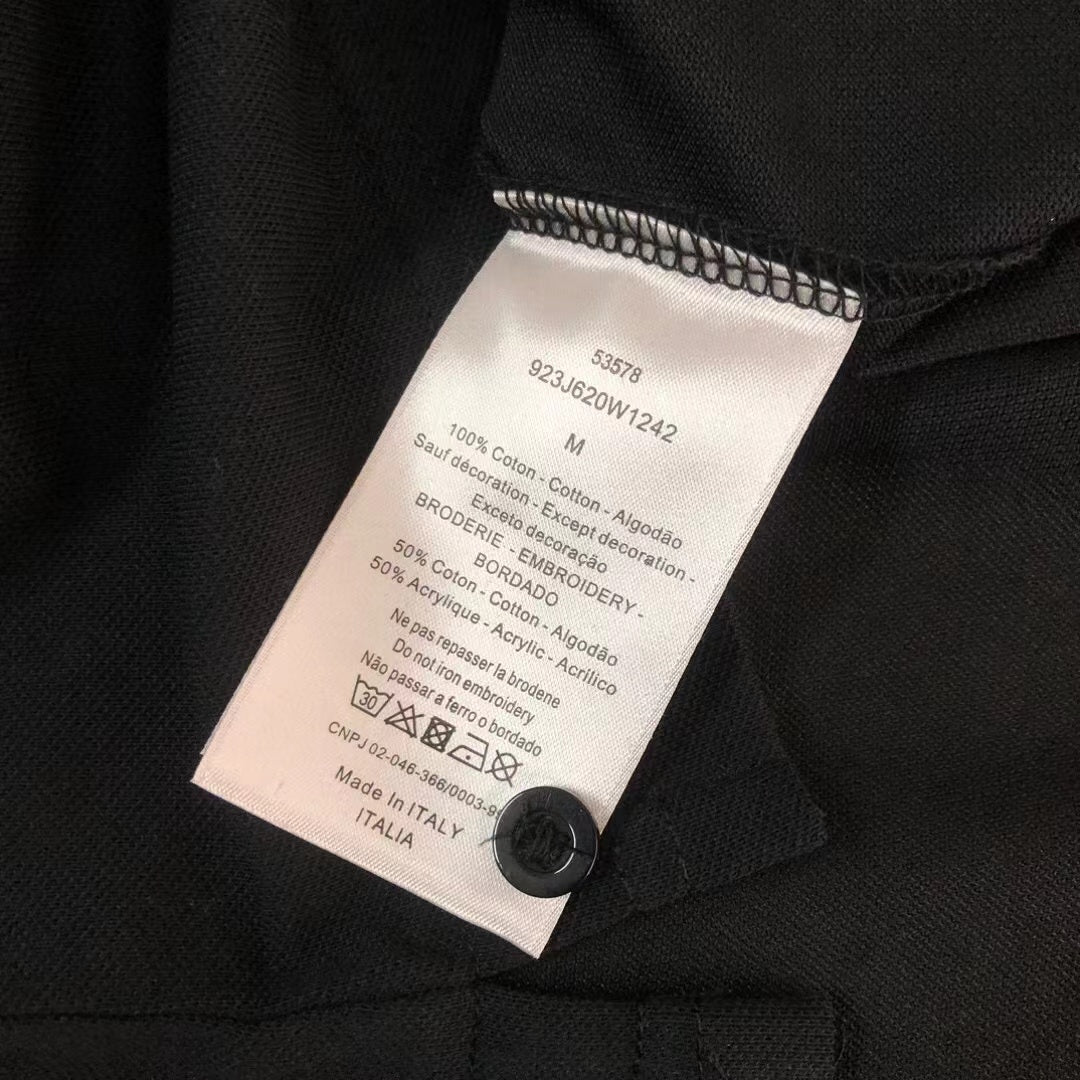 53578
923J620W1242
M
100% Coton - Cotton - Algodão
Sauf décoration - Except decoration -
Exceto decoração
BRODERIE - EMBROIDERY -
BORDADO
50% Coton - Cotton - Algodão
50% Acrylique - Acrylic - Acrílico
Ne pas repasser la brodene
Do not iron embroidery
Não passar a ferro o bordado
30
CNPJ 02-046-366/0003-9
Made In ITALY
ITALIA